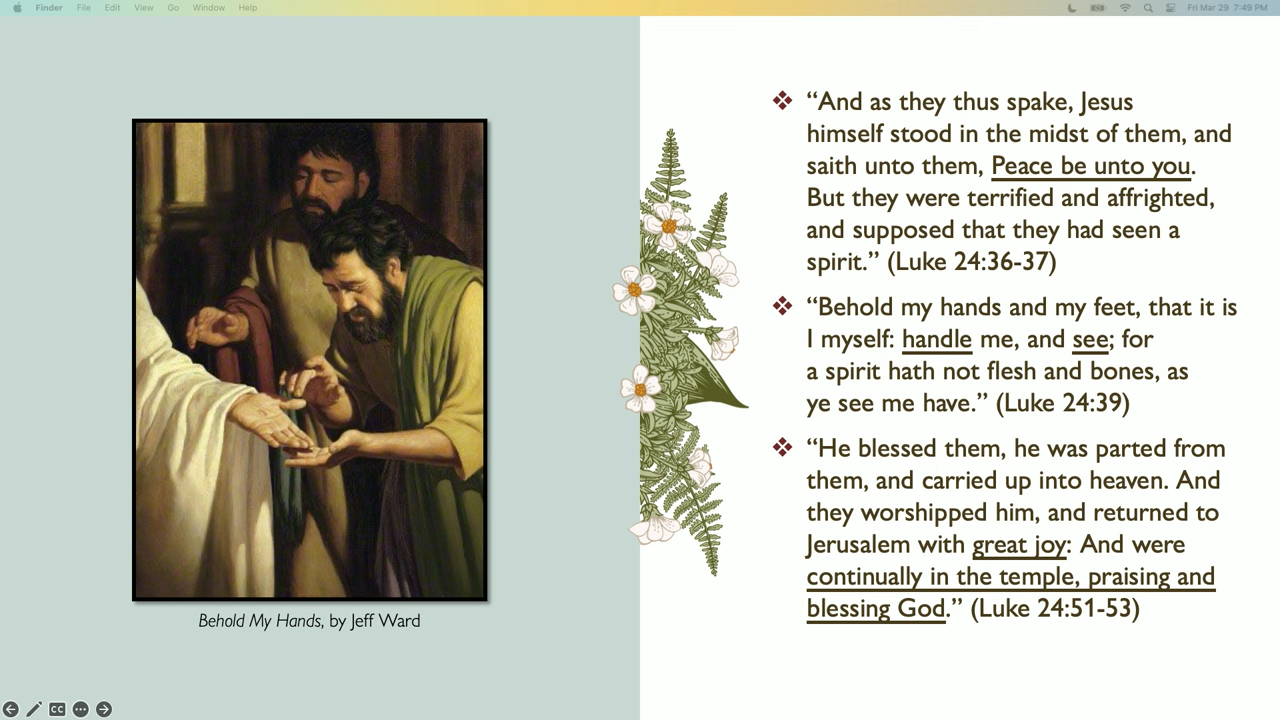 Finder File Edit View Go Window Help
Fri Mar 29 7:49 PM
“And as they thus spake, Jesus
himself stood in the midst of them, and
saith unto them, Peace be unto you.
But they were terrified and affrighted,
and supposed that they had seen a
spirit.” (Luke 24:36-37)
“Behold my hands and my feet, that it is
I myself: handle me, and see; for
a spirit hath not flesh and bones, as
ye see me have.” (Luke 24:39)
“He blessed them, he was parted from
them, and carried up into heaven. And
they worshipped him, and returned to
Jerusalem with great joy: And were
continually in the temple, praising and
blessing God.” (Luke 24:51-53)
Behold My Hands, by Jeff Ward
CC